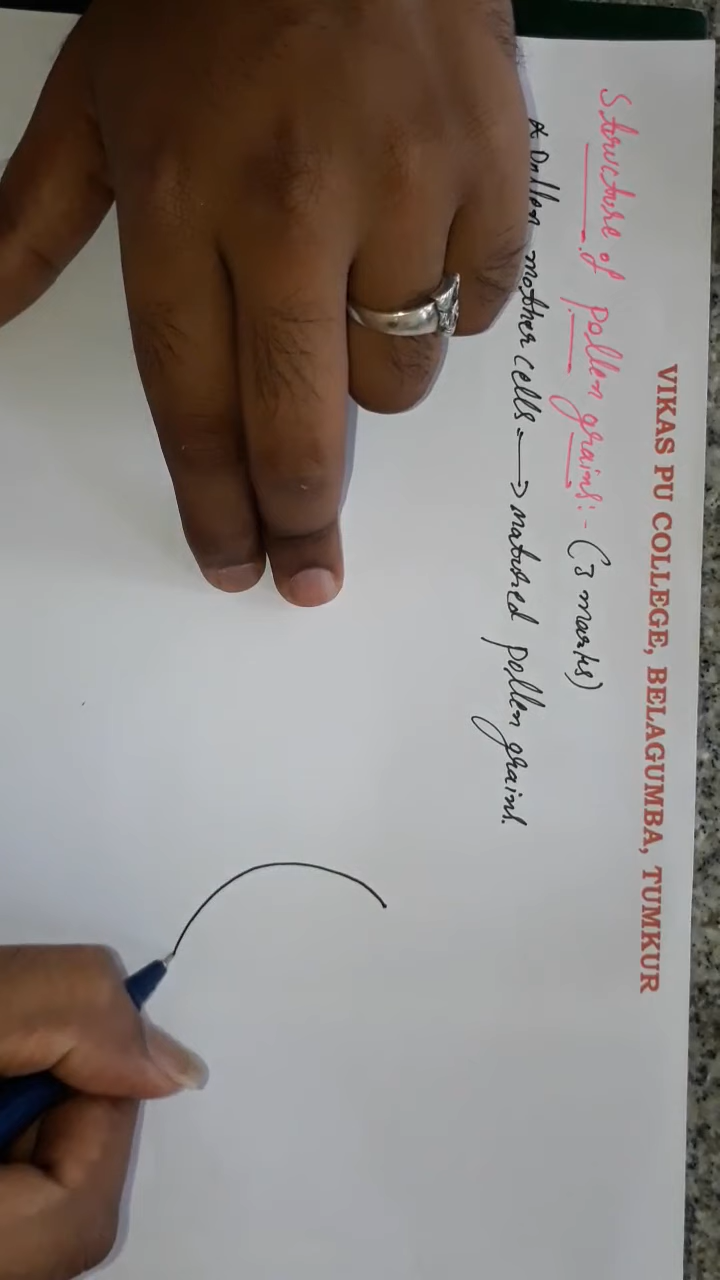 VIKAS PU COLLEGE, BELAGUMBA, TUMKUR
Structure of pollen grains:- (3 marks)
* Pollen mother cells → matured pollen grains.